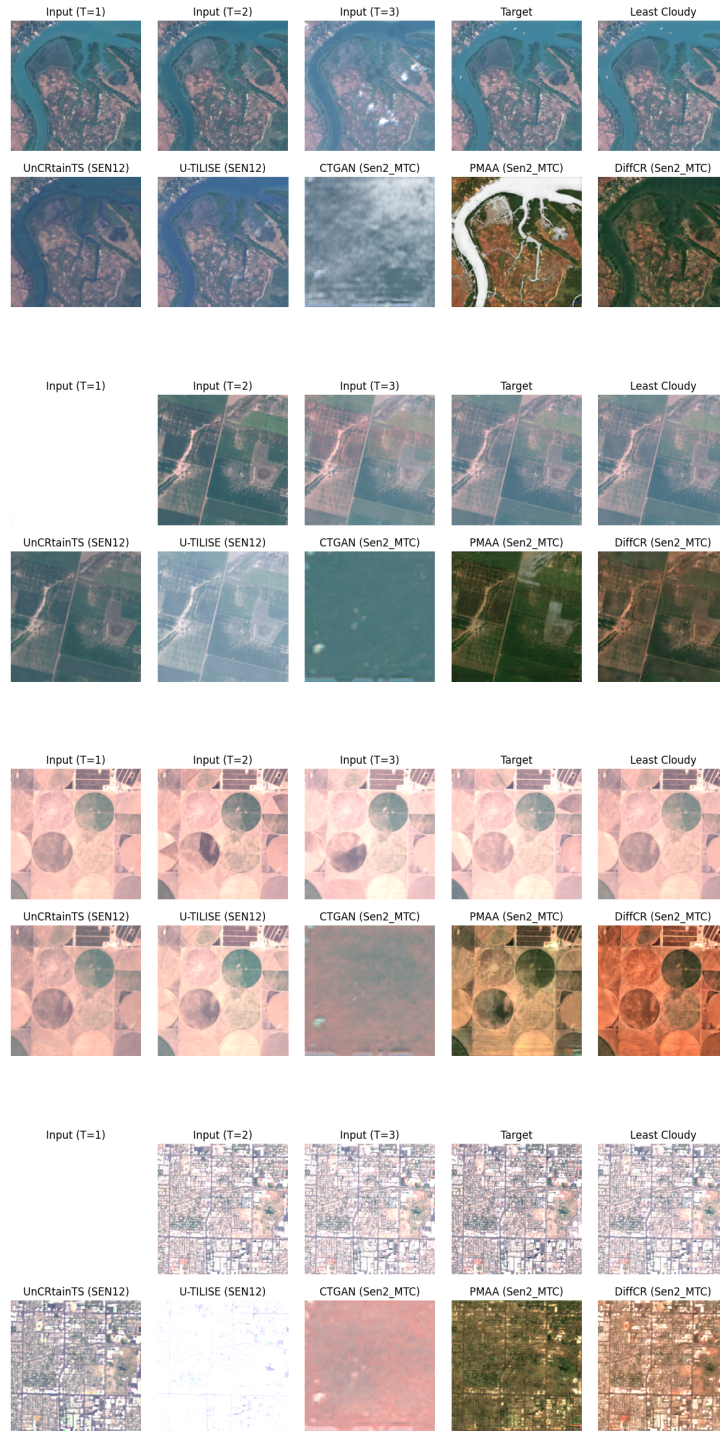 Input (T=1) Input (T=2) Input (T=3) Target Least Cloudy
UnCRtainTS (SEN12) U-TILISE (SEN12) CTGAN (Sen2_MTC) PMAA (Sen2_MTC) DiffCR (Sen2_MTC)
Input (T=1) Input (T=2) Input (T=3) Target Least Cloudy
UnCRtainTS (SEN12) U-TILISE (SEN12) CTGAN (Sen2_MTC) PMAA (Sen2_MTC) DiffCR (Sen2_MTC)
Input (T=1) Input (T=2) Input (T=3) Target Least Cloudy
UnCRtainTS (SEN12) U-TILISE (SEN12) CTGAN (Sen2_MTC) PMAA (Sen2_MTC) DiffCR (Sen2_MTC)
Input (T=1) Input (T=2) Input (T=3) Target Least Cloudy
UnCRtainTS (SEN12) U-TILISE (SEN12) CTGAN (Sen2_MTC) PMAA (Sen2_MTC) DiffCR (Sen2_MTC)